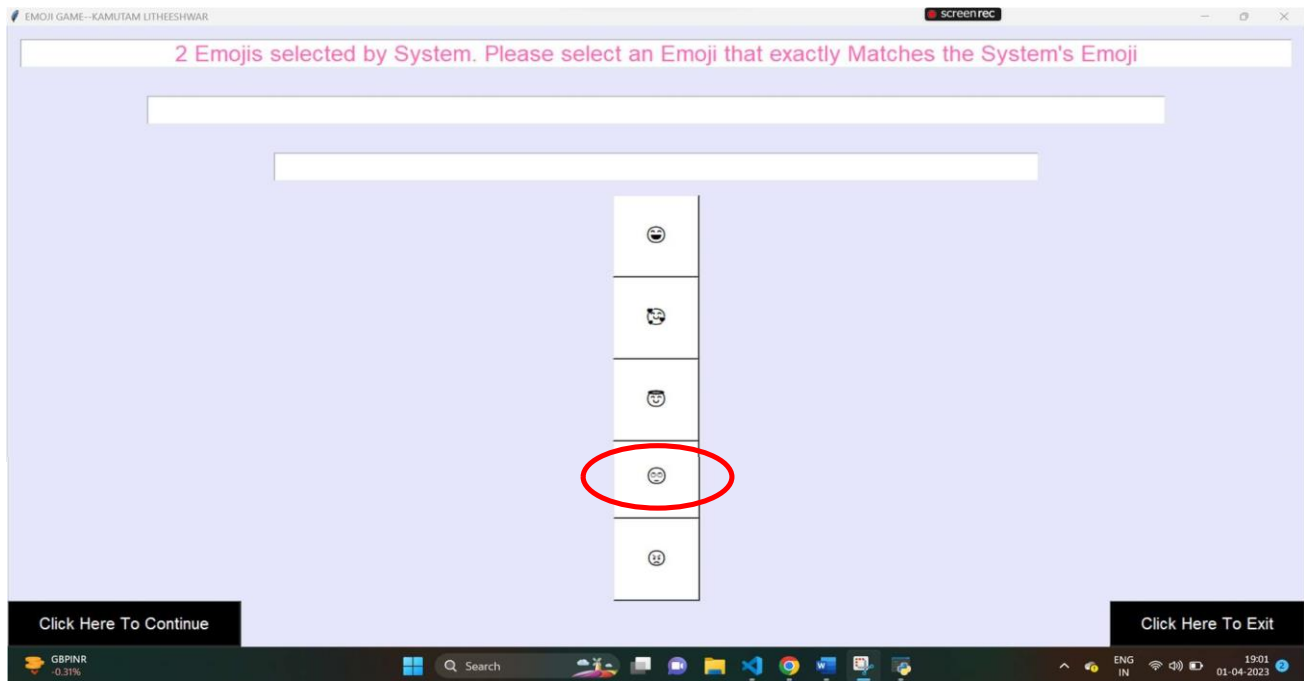 EMOJI GAME--KAMUTAM LITHEESHWAR
screenrec
2 Emojis selected by System. Please select an Emoji that exactly Matches the System's Emoji
Click Here To Continue
Click Here To Exit
GBPINR
-0.31%
Search
ENG
IN
19:01
01-04-2023
2